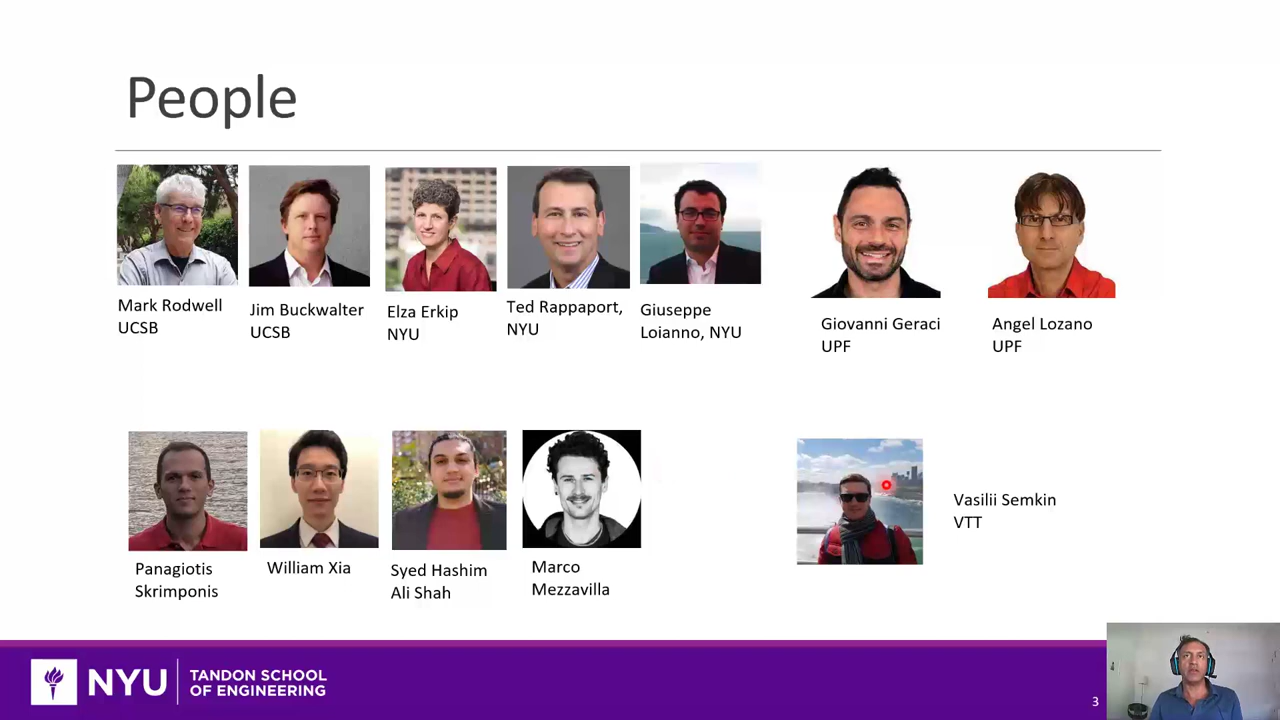 People
Mark Rodwell
UCSB
Jim Buckwalter
UCSB
Elza Erkip
NYU
Ted Rappaport,
NYU
Giuseppe
Loianno, NYU
Giovanni Geraci
UPF
Angel Lozano
UPF
Panagiotis
Skrimponis
William Xia
Syed Hashim
Ali Shah
Marco
Mezzavilla
Vasilii Semkin
VTT
NYU
TANDON SCHOOL
OF ENGINEERING
3